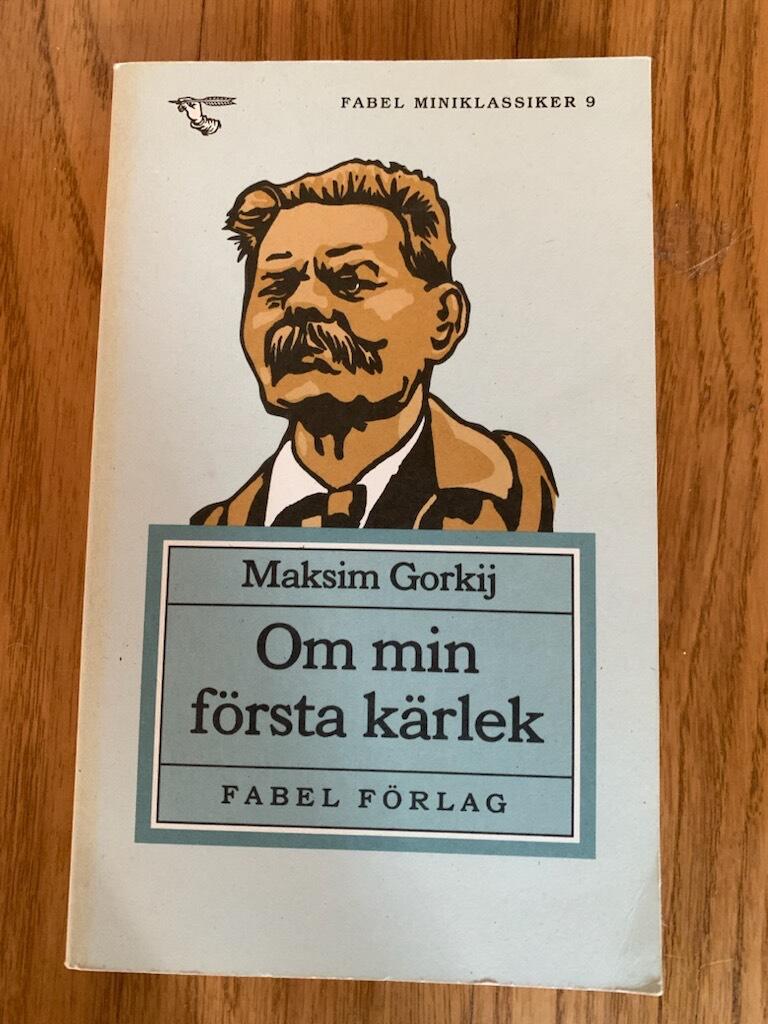 FABEL MINIKLASSIKER 9
Maksim Gorkij
Om min
första kärlek
FABEL FÖRLAG